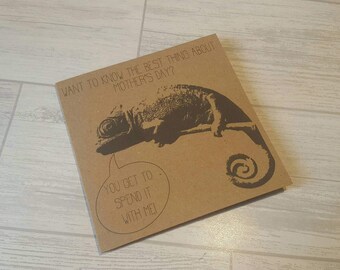 WANT TO KNOW THE BEST THING ABOUT
MOTHER'S DAY?
YOU GET TO
SPEND IT
WITH ME!